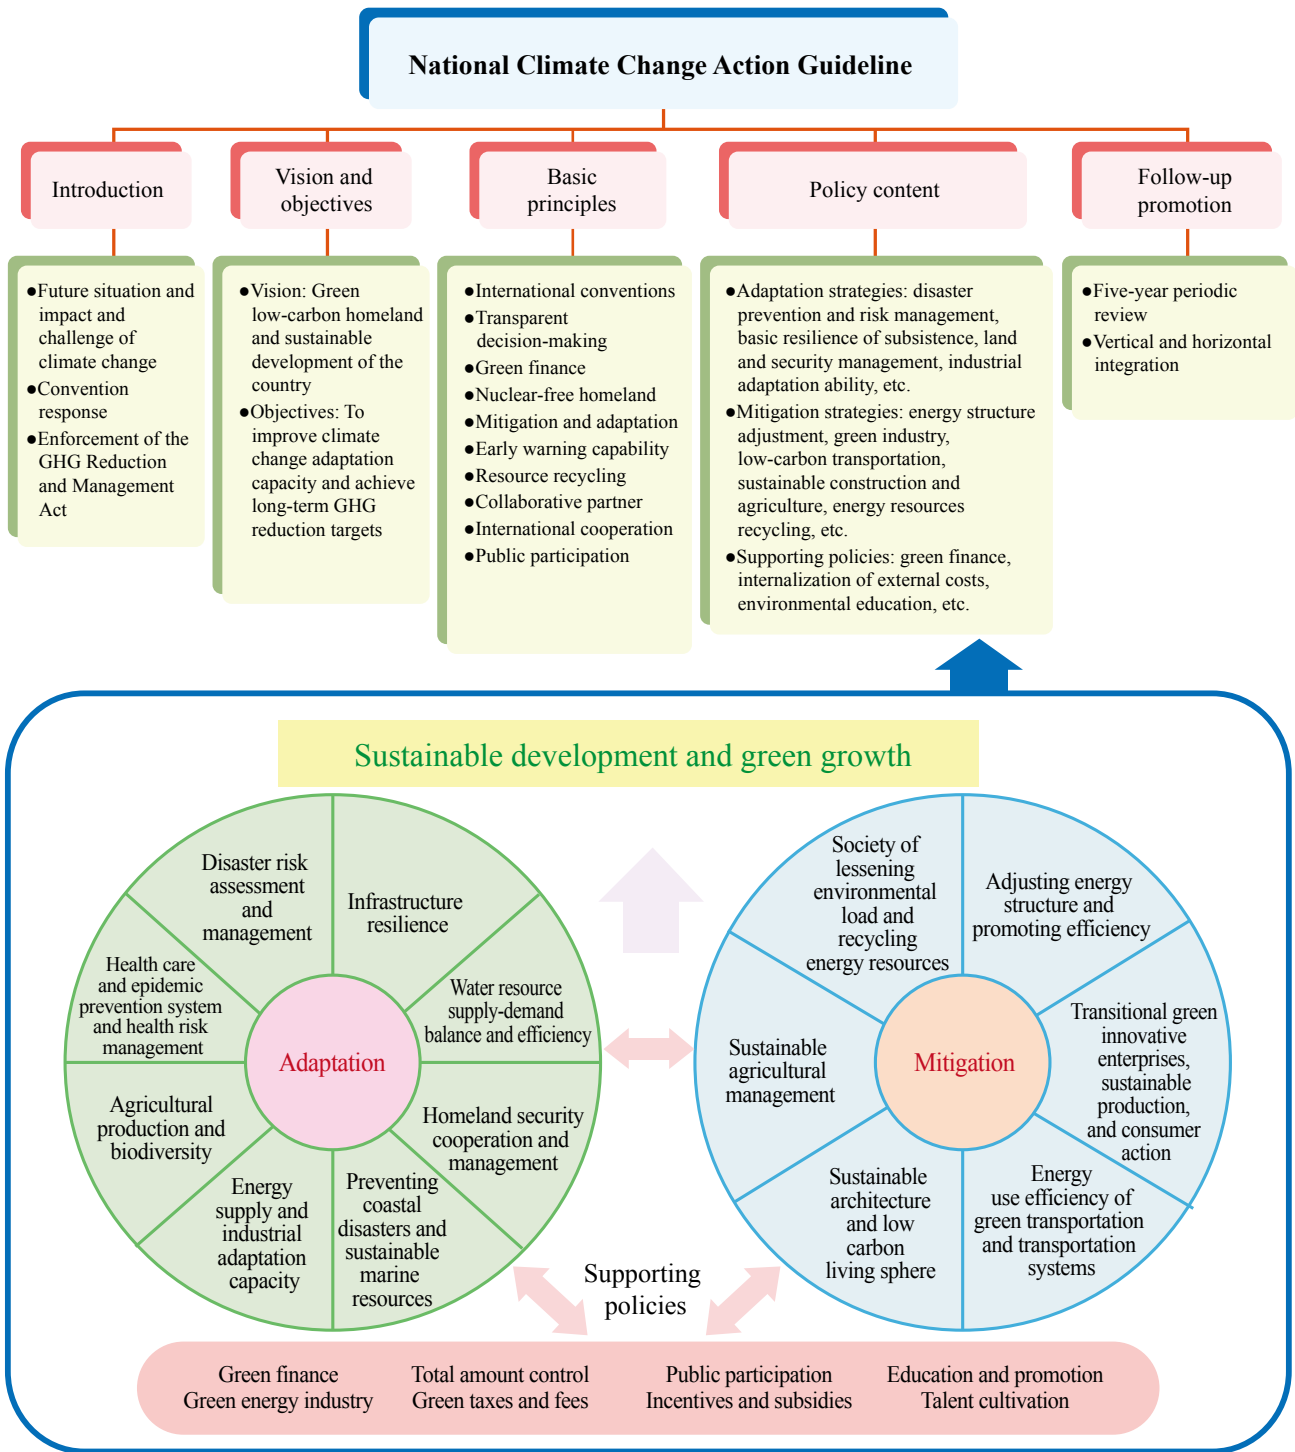 National Climate Change Action Guideline
Introduction
●Future situation and
impact and
challenge of
climate change
●Convention
response
●Enforcement of the
GHG Reduction
and Management
Act
Vision and
objectives
●Vision: Green
low-carbon homeland
and sustainable
development of the
country
●Objectives: To
improve climate
change adaptation
capacity and achieve
long-term GHG
reduction targets
Basic
principles
●International conventions
●Transparent
decision-making
●Green finance
●Nuclear-free homeland
●Mitigation and adaptation
●Early warning capability
●Resource recycling
●Collaborative partner
●International cooperation
●Public participation
Policy content
●Adaptation strategies: disaster
prevention and risk management,
basic resilience of subsistence, land
and security management, industrial
adaptation ability, etc.
●Mitigation strategies: energy structure
adjustment, green industry,
low-carbon transportation,
sustainable construction and
agriculture, energy resources
recycling, etc.
●Supporting policies: green finance,
internalization of external costs,
environmental education, etc.
Follow-up
promotion
●Five-year periodic
review
●Vertical and horizontal
integration
Sustainable development and green growth
Adaptation
Disaster risk
assessment
and
management
Infrastructure
resilience
Water resource
supply-demand
balance and efficiency
Homeland security
cooperation and
management
Preventing
coastal
disasters and
sustainable
marine
resources
Energy
supply and
industrial
adaptation
capacity
Agricultural
production and
biodiversity
Health care
and epidemic
prevention system
and health risk
management
Mitigation
Society of
lessening
environmental
load and
recycling
energy resources
Adjusting energy
structure and
promoting efficiency
Transitional green
innovative
enterprises,
sustainable
production,
and consumer
action
Energy
use efficiency of
green transportation
and transportation
systems
Sustainable
architecture
and low
carbon
living sphere
Sustainable
agricultural
management
Supporting
policies
Green finance
Green energy industry
Total amount control
Green taxes and fees
Public participation
Incentives and subsidies
Education and promotion
Talent cultivation